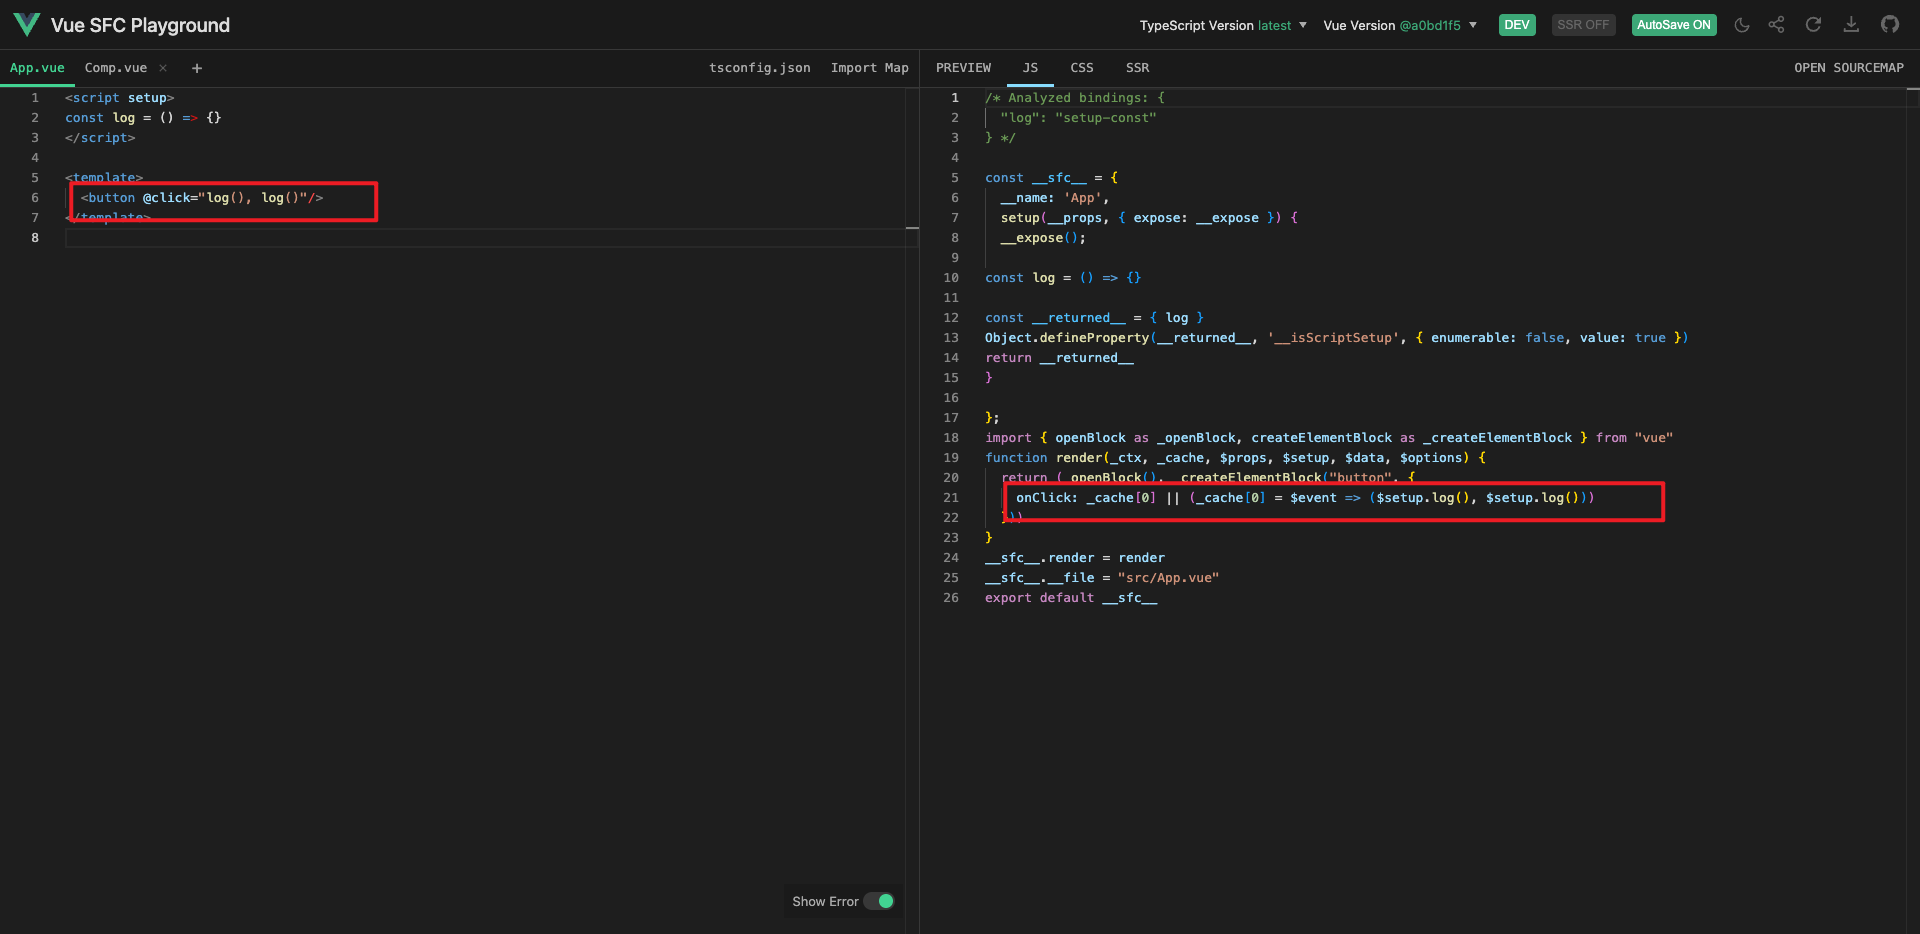 Vue SFC Playground
TypeScript Version latest
Vue Version @a0bd1f5
DEV
SSR OFF
AutoSave ON
App.vue
Comp.vue ×
+
tsconfig.json
Import Map
1 <script setup>
2 const log = () => {}
3 </script>
4
5 <template>
6 <button @click="log(), log()"/>
7 </template>
8
Show Error
PREVIEW
JS
CSS
SSR
OPEN SOURCEMAP
1 /* Analyzed bindings: {
2 "log": "setup-const"
3 } */
4
5 const __sfc__ = {
6 __name: 'App',
7 setup(__props, { expose: __expose }) {
8 __expose();
9
10 const log = () => {}
11
12 const __returned__ = { log }
13 Object.defineProperty(__returned__, '__isScriptSetup', { enumerable: false, value: true })
14 return __returned__
15 }
16
17 };
18 import { openBlock as _openBlock, createElementBlock as _createElementBlock } from "vue"
19 function render(_ctx, _cache, $props, $setup, $data, $options) {
20 return (_openBlock(), _createElementBlock("button", {
21 onClick: _cache[0] || (_cache[0] = $event => ($setup.log(), $setup.log()))
22 }))
23 }
24 __sfc__.render = render
25 __sfc__.__file = "src/App.vue"
26 export default __sfc__